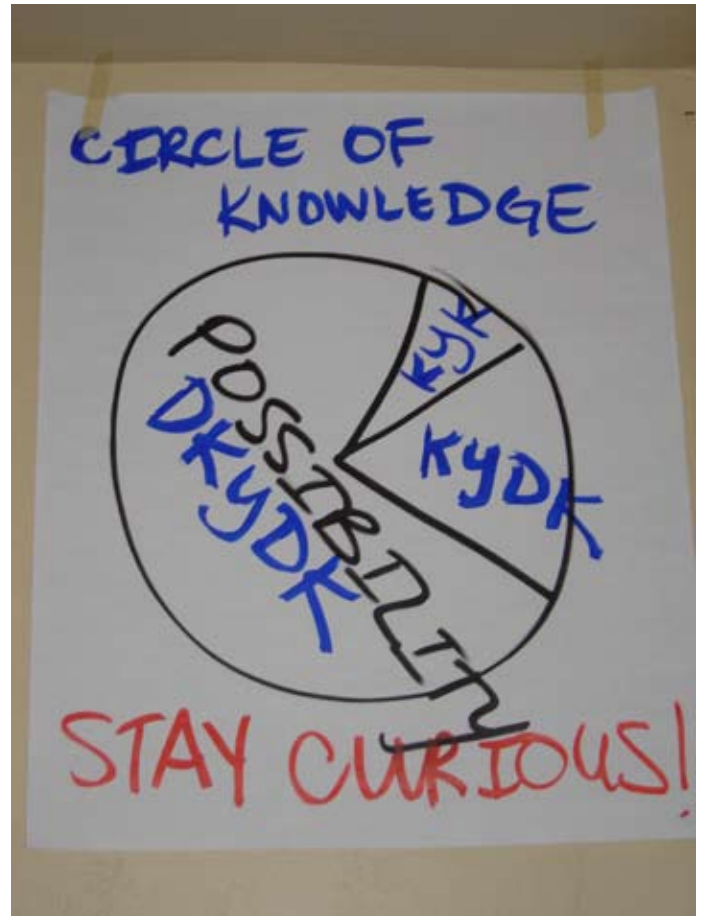 CIRCLE OF
KNOWLEDGE
KYK
KYDK
POSSIBILITY
DKYDK
STAY CURIOUS!